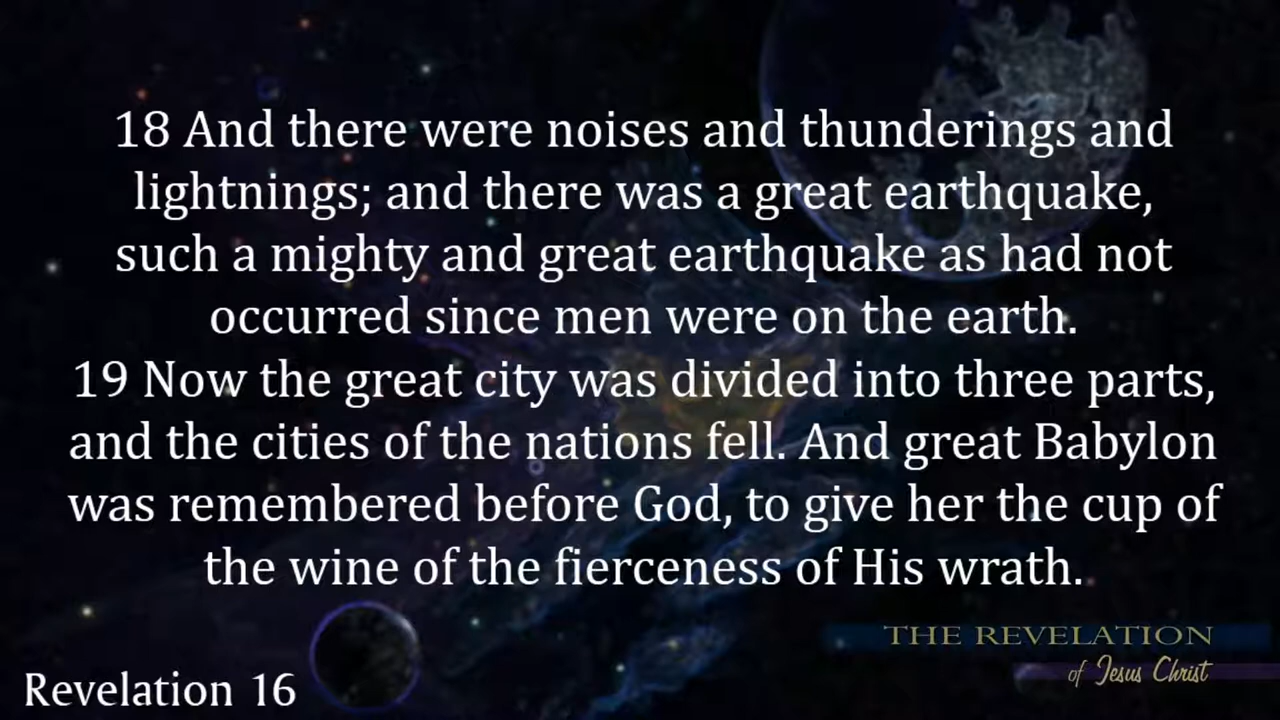 18 And there were noises and thunderings and
lightnings; and there was a great earthquake,
such a mighty and great earthquake as had not
occurred since men were on the earth.
19 Now the great city was divided into three parts,
and the cities of the nations fell. And great Babylon
was remembered before God, to give her the cup of
the wine of the fierceness of His wrath.
THE REVELATION
of Jesus Christ
Revelation 16